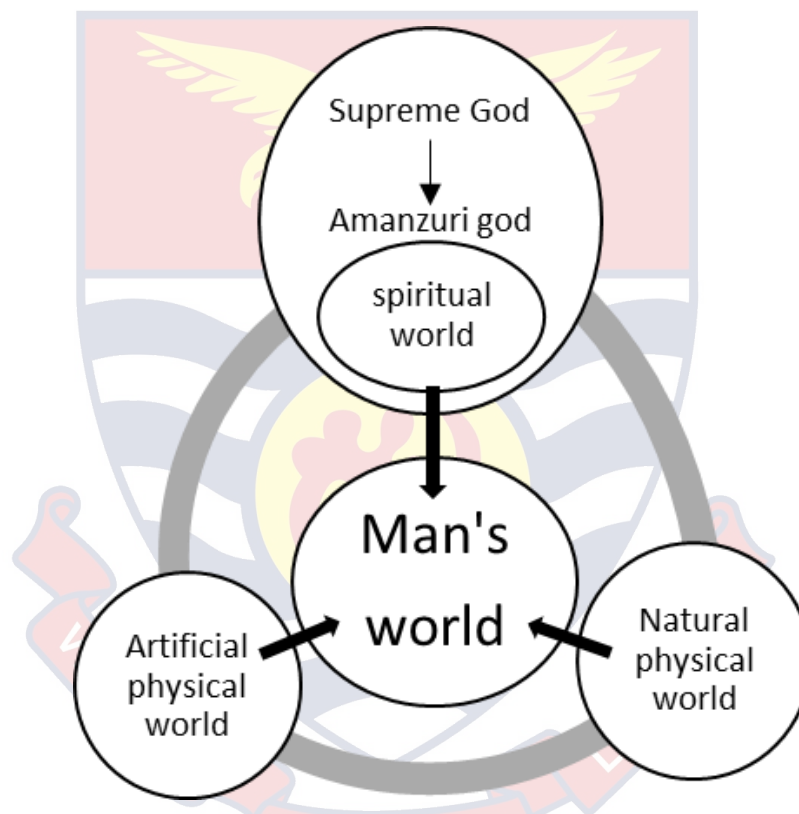 Supreme God
Amanzuri god
spiritual
world
Man's
world
Artificial
physical
world
Natural
physical
world